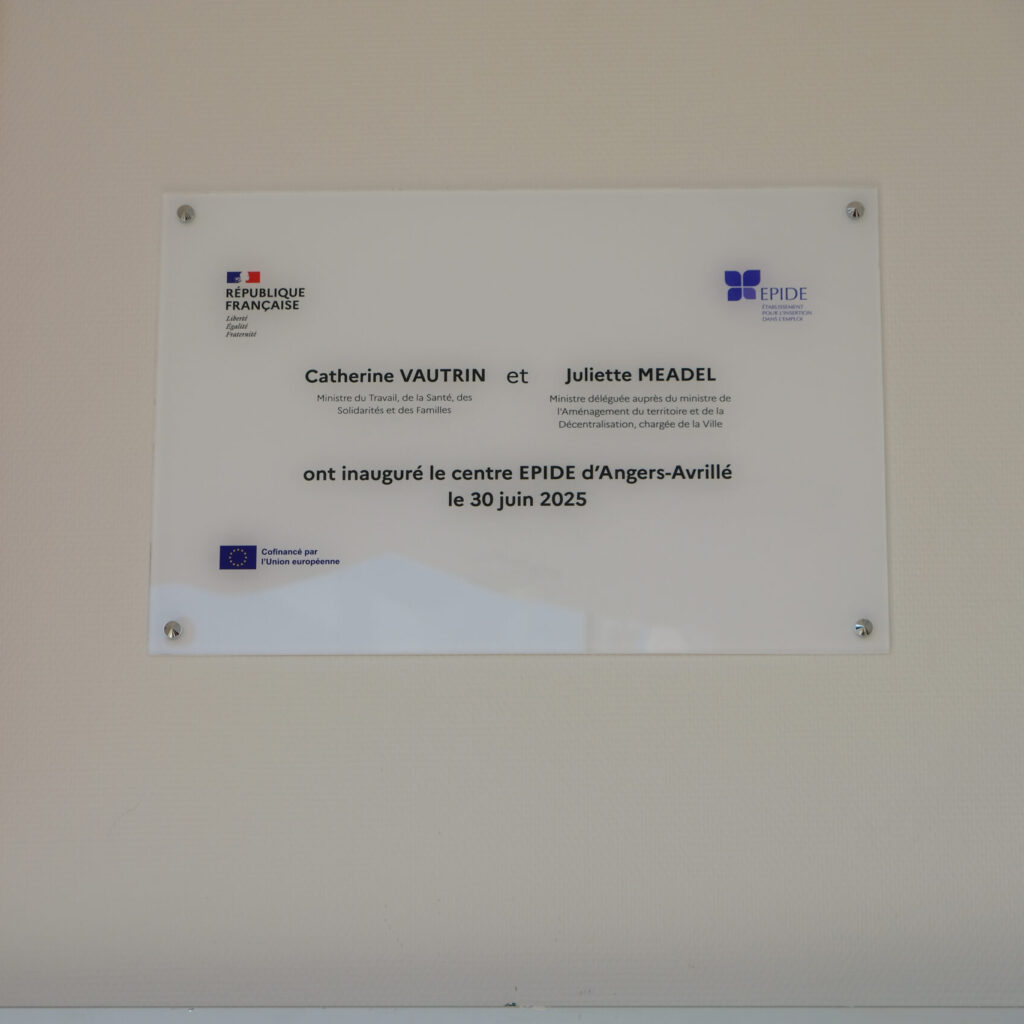 RÉPUBLIQUE
FRANÇAISE
Liberté
Égalité
Fraternité
EPIDE
ÉTABLISSEMENT
POUR L'INSERTION
DANS L'EMPLOI
Catherine VAUTRIN et Juliette MEADEL
Ministre du Travail, de la Santé, des
Solidarités et des Familles
Ministre déléguée auprès du ministre de
l'Aménagement du territoire et de la
Décentralisation, chargée de la Ville
ont inauguré le centre EPIDE d'Angers-Avrillé
le 30 juin 2025
Cofinancé par
l'Union européenne